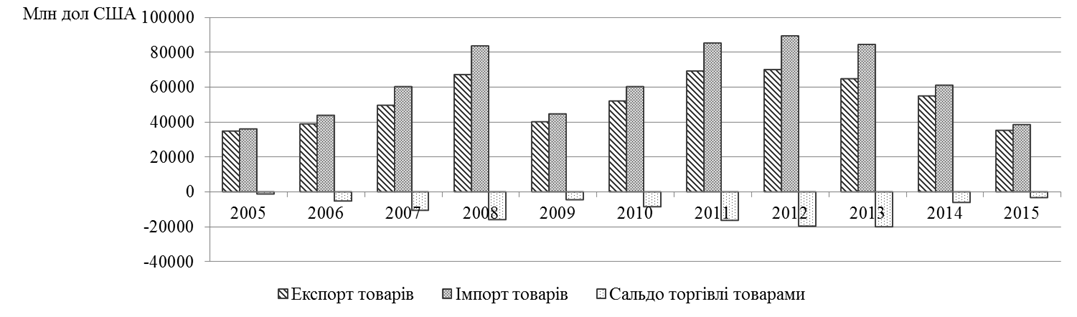 Млн дол США
100000
80000
60000
40000
20000
0
-20000
-40000
2005 2006 2007 2008 2009 2010 2011 2012 2013 2014 2015
Експорт товарів Імпорт товарів Сальдо торгівлі товарами